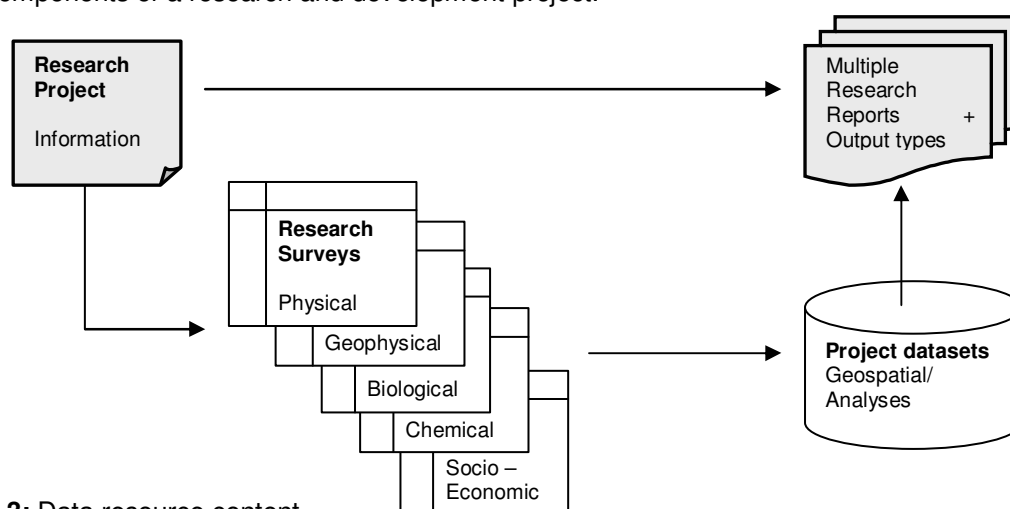 components of a research and development project.
Research
Project
Information
Multiple
Research
Reports +
Output types
Research
Surveys
Physical
Geophysical
Biological
Chemical
Socio –
Economic
Project datasets
Geospatial/
Analyses
2: Data resource content